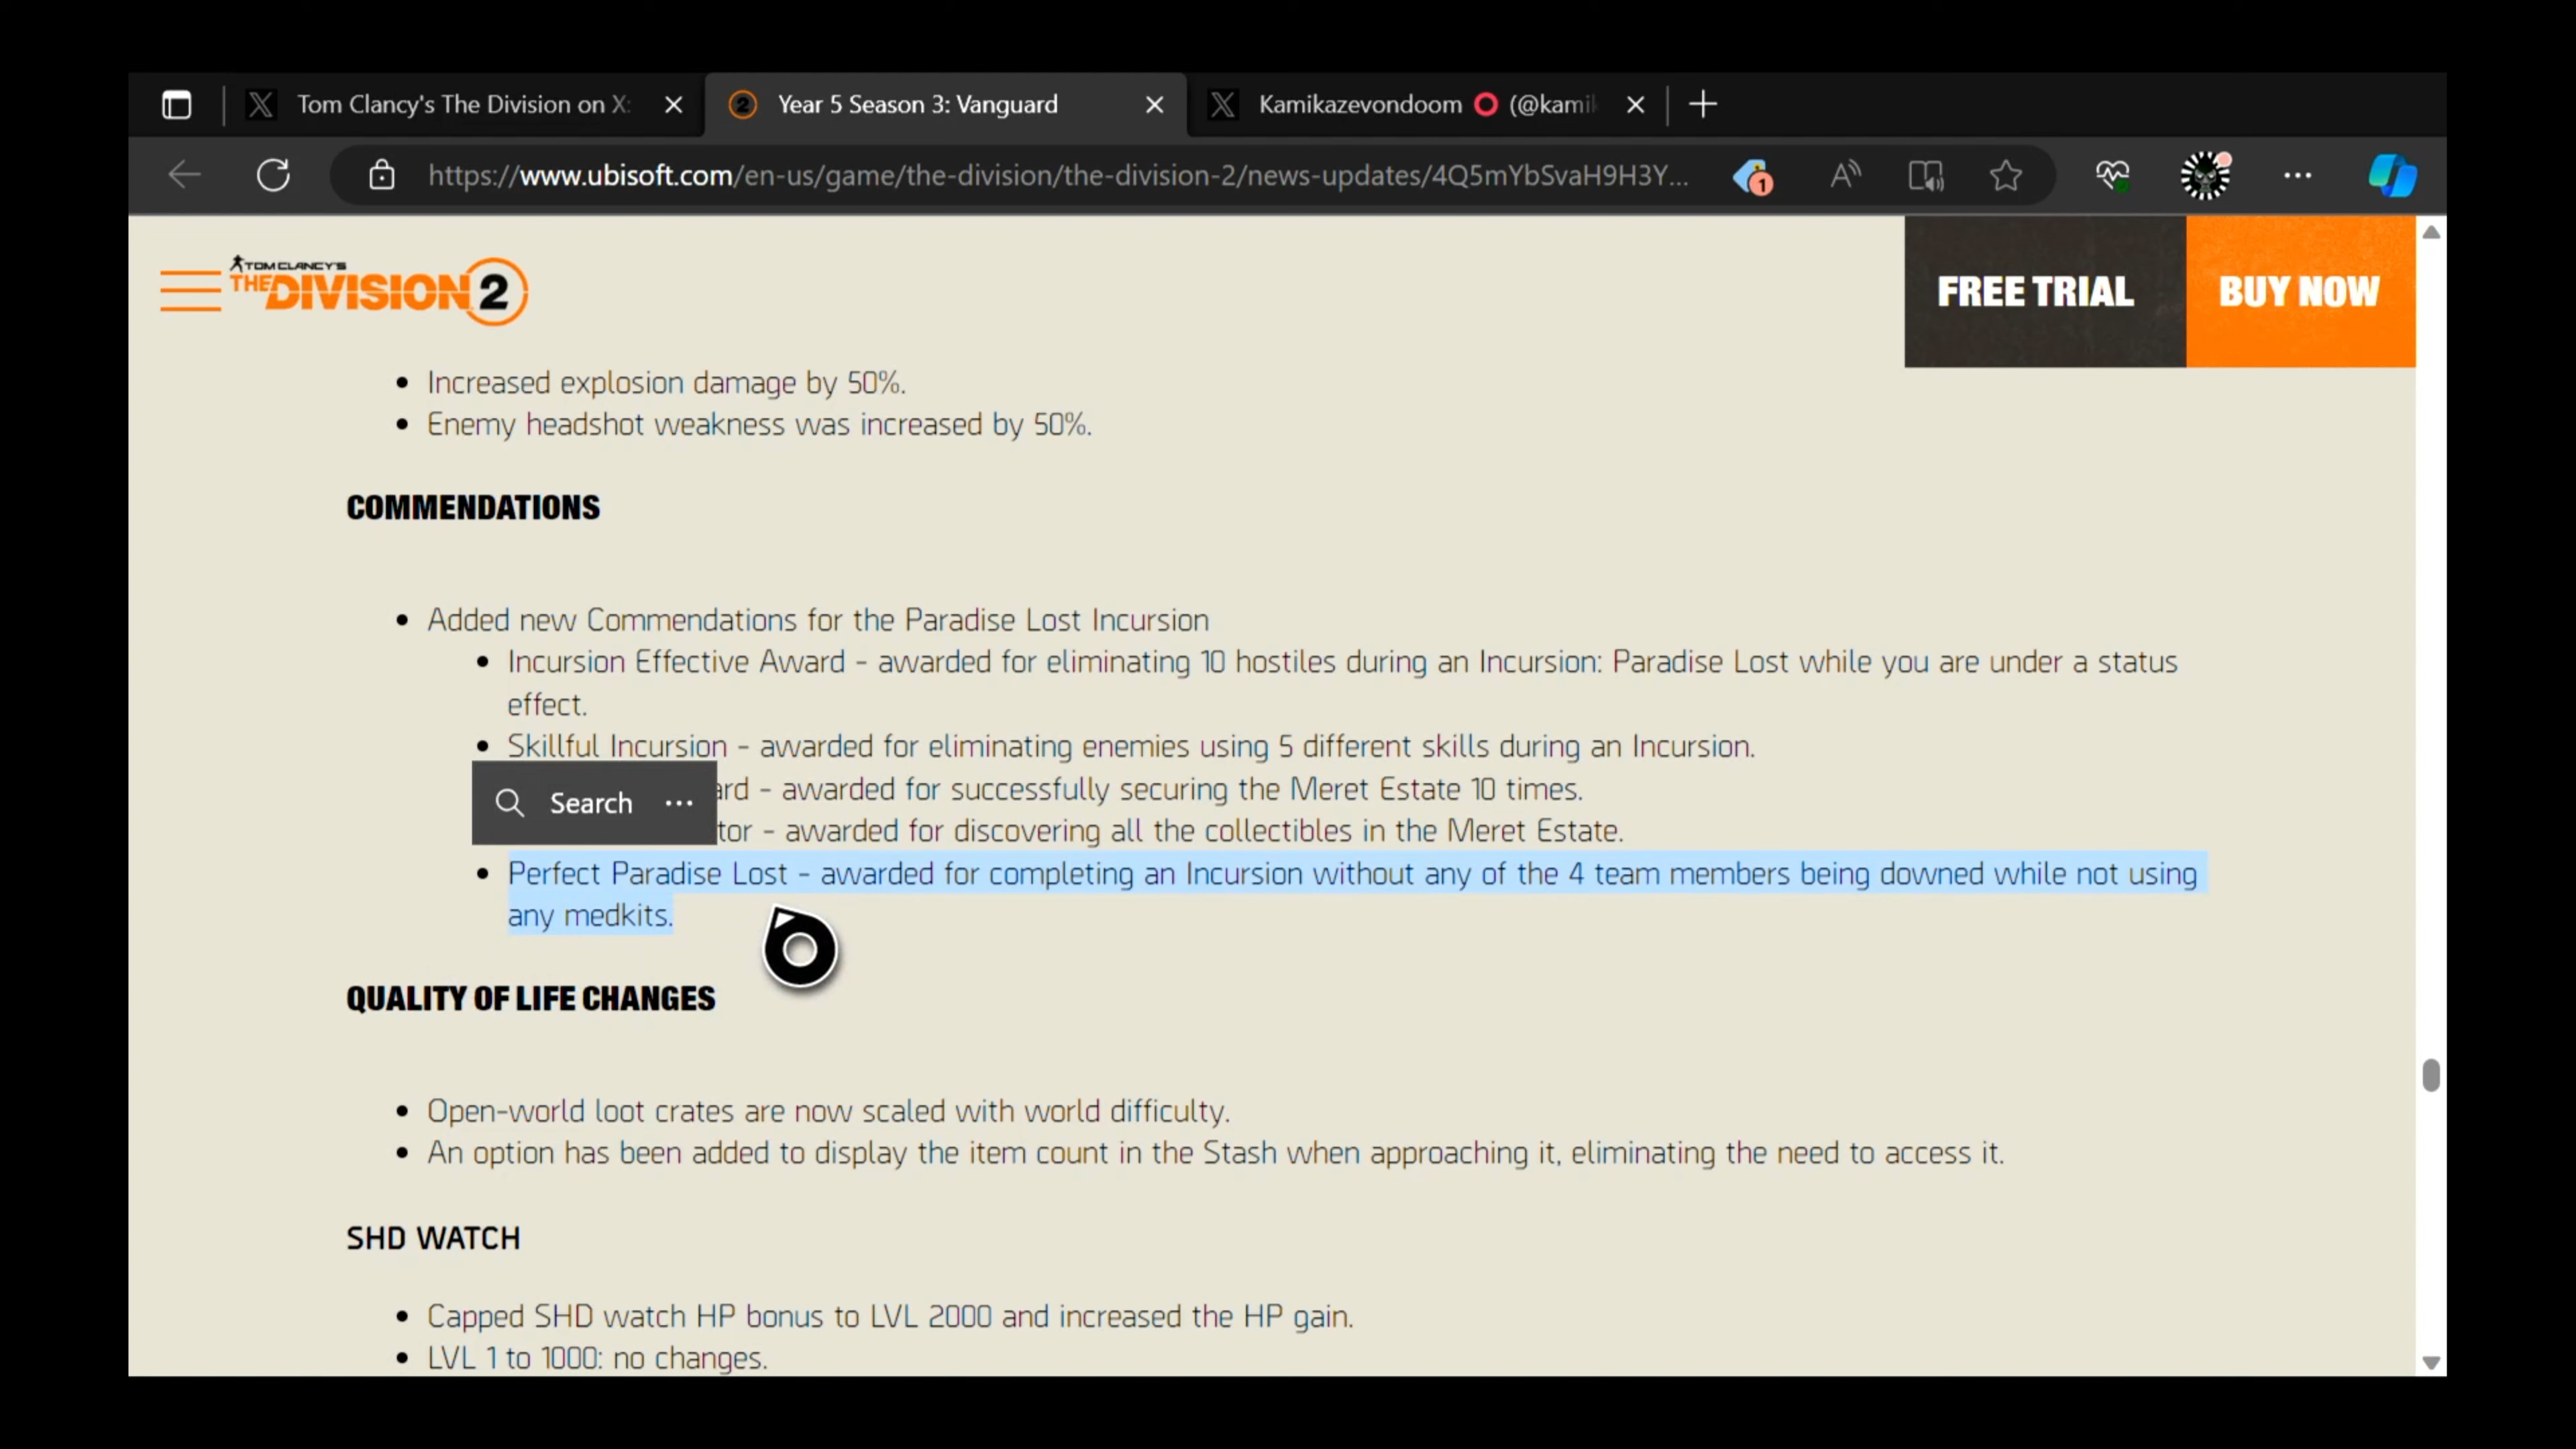 Tom Clancy's The Division on X:
Year 5 Season 3: Vanguard
Kamikazevondoom (@kami
https://www.ubisoft.com/en-us/game/the-division/the-division-2/news-updates/4Q5mYbSvaH9H3Y...
1
TOM CLANCY'S
THE DIVISION 2
FREE TRIAL
BUY NOW
Increased explosion damage by 50%.
Enemy headshot weakness was increased by 50%.
COMMENDATIONS
Added new Commendations for the Paradise Lost Incursion
Incursion Effective Award - awarded for eliminating 10 hostiles during an Incursion: Paradise Lost while you are under a status
effect.
Skillful Incursion - awarded for eliminating enemies using 5 different skills during an Incursion.
Search ...
ard - awarded for successfully securing the Meret Estate 10 times.
tor - awarded for discovering all the collectibles in the Meret Estate.
Perfect Paradise Lost - awarded for completing an Incursion without any of the 4 team members being downed while not using
any medkits.
QUALITY OF LIFE CHANGES
Open-world loot crates are now scaled with world difficulty.
An option has been added to display the item count in the Stash when approaching it, eliminating the need to access it.
SHD WATCH
Capped SHD watch HP bonus to LVL 2000 and increased the HP gain.
LVL 1 to 1000: no changes.